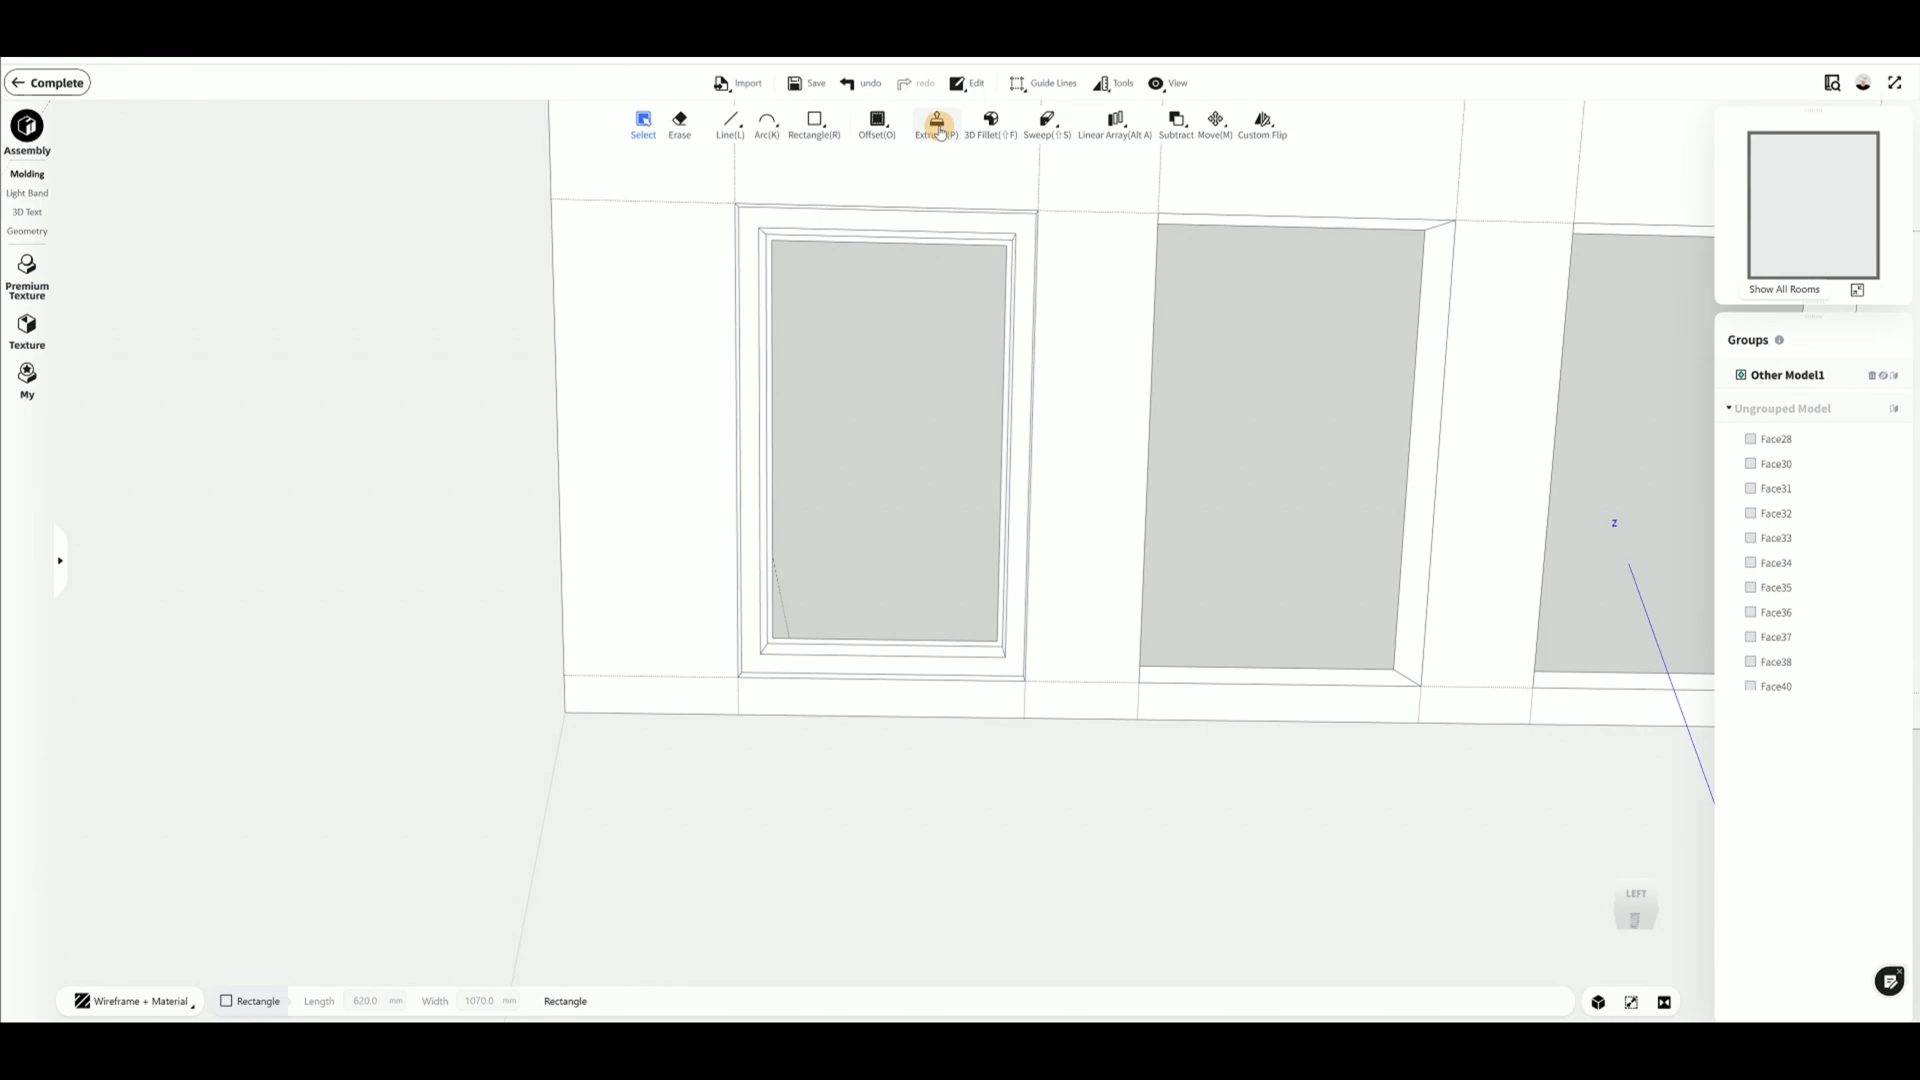 Complete
Import
Save
undo
redo
Edit
Guide Lines
Tools
View
Select
Erase
Line(L)
Arc(K)
Rectangle(R)
Offset(O)
3D Fillet(⇧F)
Sweep(⇧S)
Linear Array(Alt A)
Subtract
Move(M)
Custom Flip
Assembly
Molding
Light Band
3D Text
Geometry
Premium
Texture
Texture
My
Show All Rooms
Groups
Other Model1
Ungrouped Model
Face28
Face30
Face31
Face32
Face33
Face34
Face35
Face36
Face37
Face38
Face40
z
LEFT
Wireframe + Material
Rectangle
Length 620.0 mm
Width 1070.0 mm
Rectangle